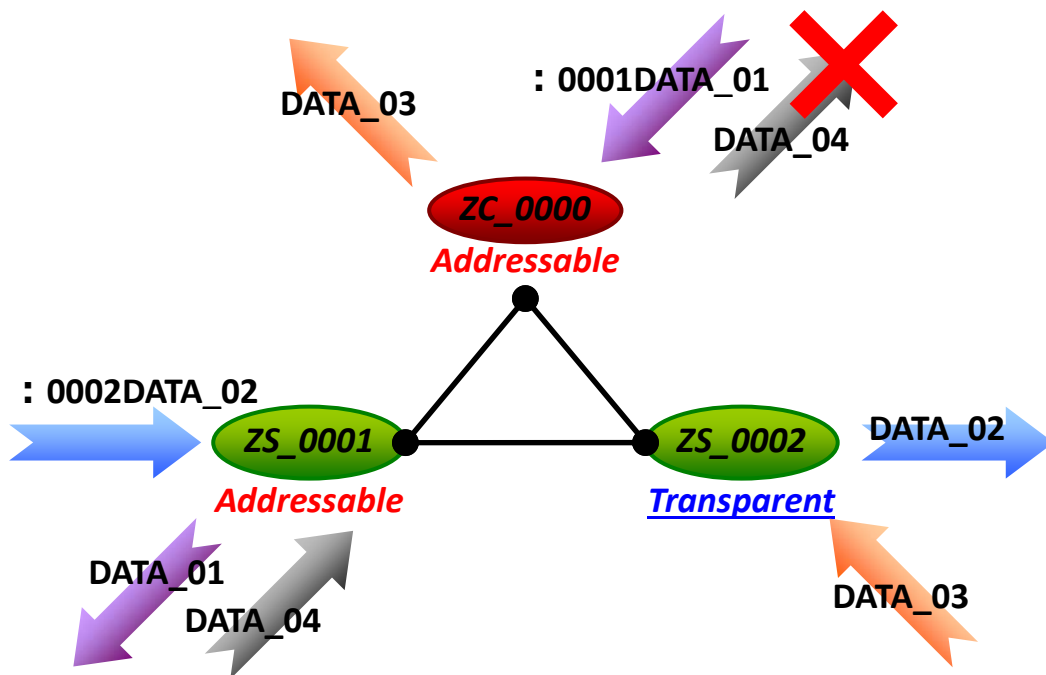 : 0001DATA_01
DATA_03
DATA_04
ZC_0000
Addressable
: 0002DATA_02
ZS_0001
ZS_0002
DATA_02
Addressable
Transparent
DATA_01
DATA_04
DATA_03